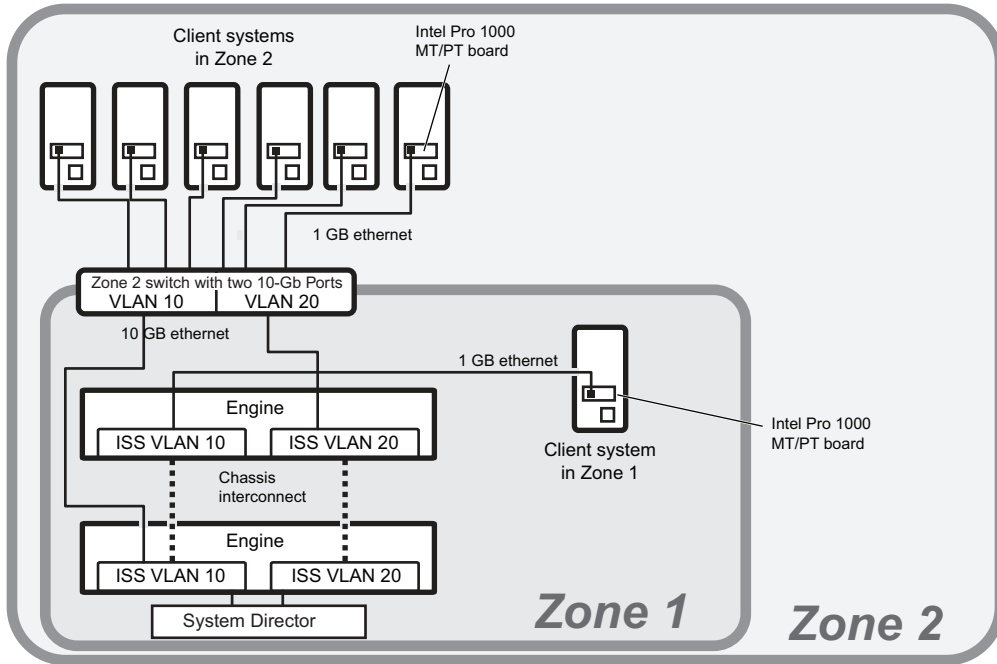 Client systems
in Zone 2
Intel Pro 1000
MT/PT board
1 GB ethernet
Zone 2 switch with two 10-Gb Ports
VLAN 10
VLAN 20
10 GB ethernet
1 GB ethernet
Engine
ISS VLAN 10
ISS VLAN 20
Intel Pro 1000
MT/PT board
Client system
in Zone 1
Chassis
interconnect
Engine
ISS VLAN 10
ISS VLAN 20
System Director
Zone 1
Zone 2